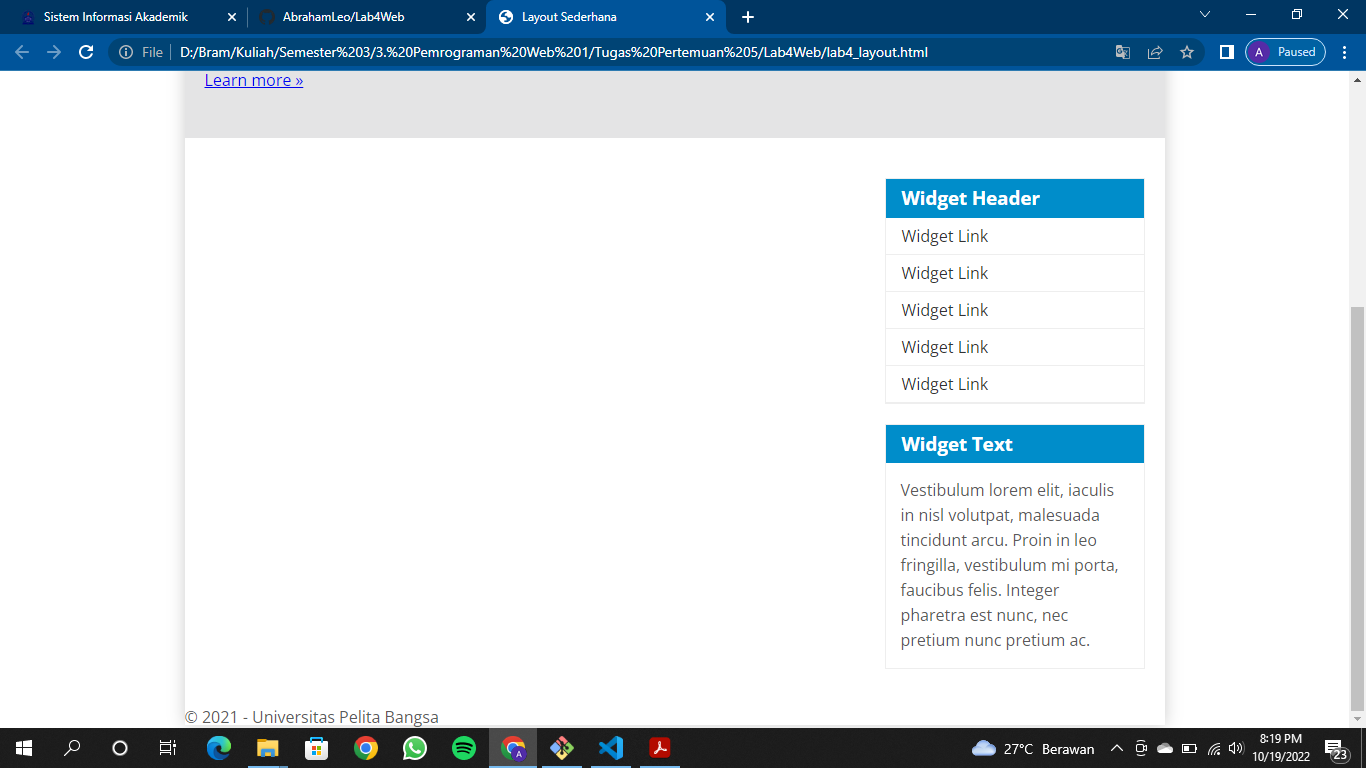 Sistem Informasi Akademik
AbrahamLeo/Lab4Web
Layout Sederhana
File
D:/Bram/Kuliah/Semester%203/3.%20Pemrograman%20Web%201/Tugas%20Pertemuan%205/Lab4Web/lab4_layout.html
A
Paused
Learn more »
Widget Header
Widget Link
Widget Link
Widget Link
Widget Link
Widget Link
Widget Text
Vestibulum lorem elit, iaculis
in nisl volutpat, malesuada
tincidunt arcu. Proin in leo
fringilla, vestibulum mi porta,
faucibus felis. Integer
pharetra est nunc, nec
pretium nunc pretium ac.
© 2021 - Universitas Pelita Bangsa
A
27°C Berawan
8:19 PM
10/19/2022
23